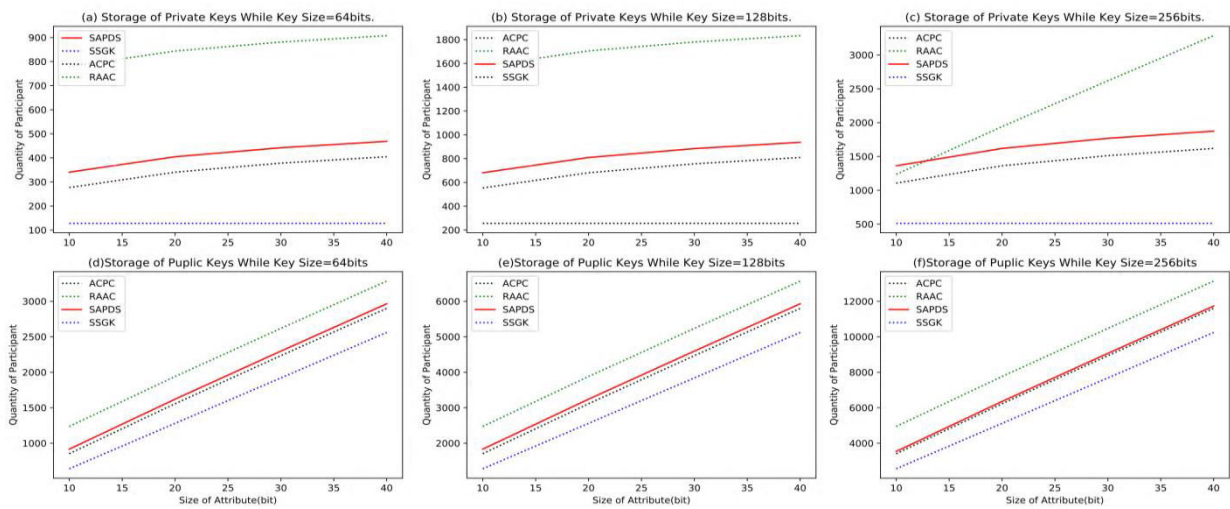 (a) Storage of Private Keys While Key Size=64bits.
Quantity of Participant
900
800
700
600
500
400
300
200
100
SAPDS
SSGK
ACPC
RAAC
10 15 20 25 30 35 40
(b) Storage of Private Keys While Key Size=128bits.
1800
1600
1400
1200
1000
800
600
400
200
ACPC
RAAC
SAPDS
SSGK
10 15 20 25 30 35 40
(c) Storage of Private Keys While Key Size=256bits.
Quantity of Participant
3000
2500
2000
1500
1000
500
ACPC
RAAC
SAPDS
SSGK
10 15 20 25 30 35 40
(d)Storage of Puplic Keys While Key Size=64bits
Quantity of Participant
3000
2500
2000
1500
1000
ACPC
RAAC
SAPDS
SSGK
10 15 20 25 30 35 40
Size of Attribute(bit)
(e)Storage of Puplic Keys While Key Size=128bits
6000
5000
4000
3000
2000
ACPC
RAAC
SAPDS
SSGK
10 15 20 25 30 35 40
Size of Attribute(bit)
(f)Storage of Puplic Keys While Key Size=256bits
Quantity of Participant
12000
10000
8000
6000
4000
ACPC
RAAC
SAPDS
SSGK
10 15 20 25 30 35 40
Size of Attribute(bit)